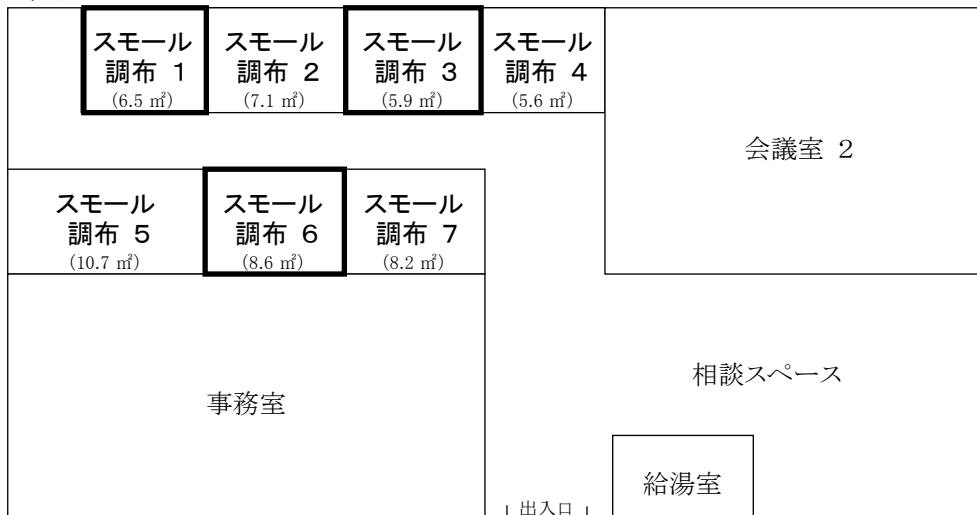 スモール
調布 1
(6.5 ㎡)
スモール
調布 2
(7.1 ㎡)
スモール
調布 3
(5.9 ㎡)
スモール
調布 4
(5.6 ㎡)
会議室 2
スモール
調布 5
(10.7 ㎡)
スモール
調布 6
(8.6 ㎡)
スモール
調布 7
(8.2 ㎡)
相談スペース
事務室
給湯室
出入口